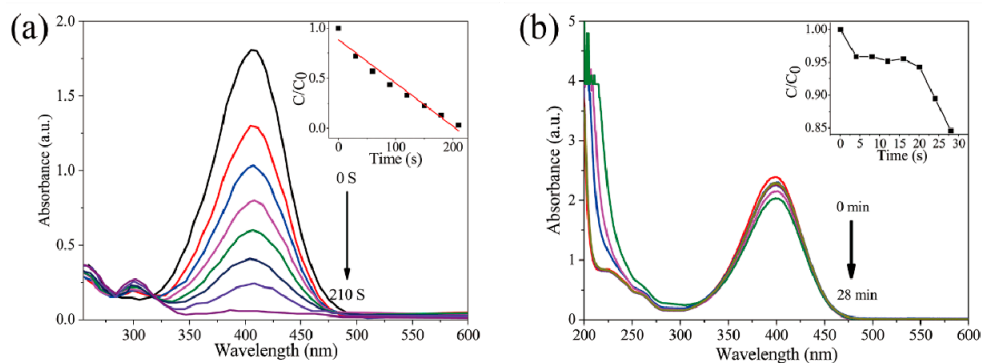 (a)
2.0
1.5
1.0
0.5
0.0
Absorbance (a.u.)
300 350 400 450 500 550 600
Wavelength (nm)
0 S
210 S
1.0
0.5
0.0
C/C0
0 100 200
Time (s)
(b)
5
4
3
2
1
0
Absorbance (a.u.)
200 250 300 350 400 450 500 550 600
Wavelength (nm)
0 min
28 min
1.00
0.95
0.90
0.85
C/C0
0 5 10 15 20 25 30
Time (s)